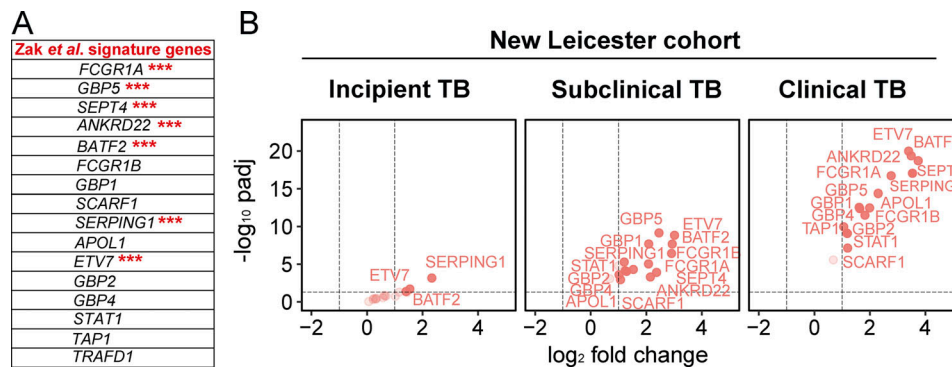 A
Zak et al. signature genes
FCGR1A ***
GBP5 ***
SEPT4 ***
ANKRD22 ***
BATF2 ***
FCGR1B
GBP1
SCARF1
SERPING1 ***
APOL1
ETV7 ***
GBP2
GBP4
STAT1
TAP1
TRAFD1
B
New Leicester cohort
Incipient TB
Subclinical TB
Clinical TB
-log10 padj
20
15
10
5
0
ETV7
SERPING1
BATF2
−2 0 2 4
GBP5
ETV7
GBP1
BATF2
SERPING1
FCGR1B
STAT1
FCGR1A
GBP2
SEPT4
GBP4
ANKRD22
APOL1
SCARF1
−2 0 2 4
ETV7
BATF
ANKRD22
FCGR1A
SEPT
GBP5
SERPING
GBP1
APOL1
GBP4
FCGR1B
TAP1
GBP2
STAT1
SCARF1
−2 0 2 4
log2 fold change